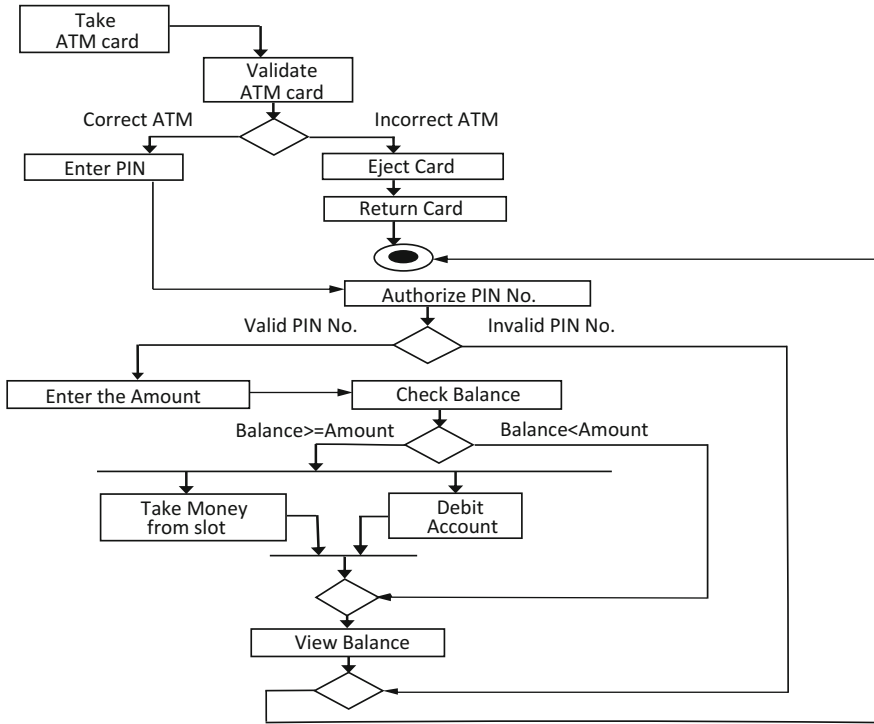 Take
ATM card
Validate
ATM card
Correct ATM
Incorrect ATM
Enter PIN
Eject Card
Return Card
Authorize PIN No.
Valid PIN No.
Invalid PIN No.
Enter the Amount
Check Balance
Balance>=Amount
Balance<Amount
Take Money
from slot
Debit
Account
View Balance